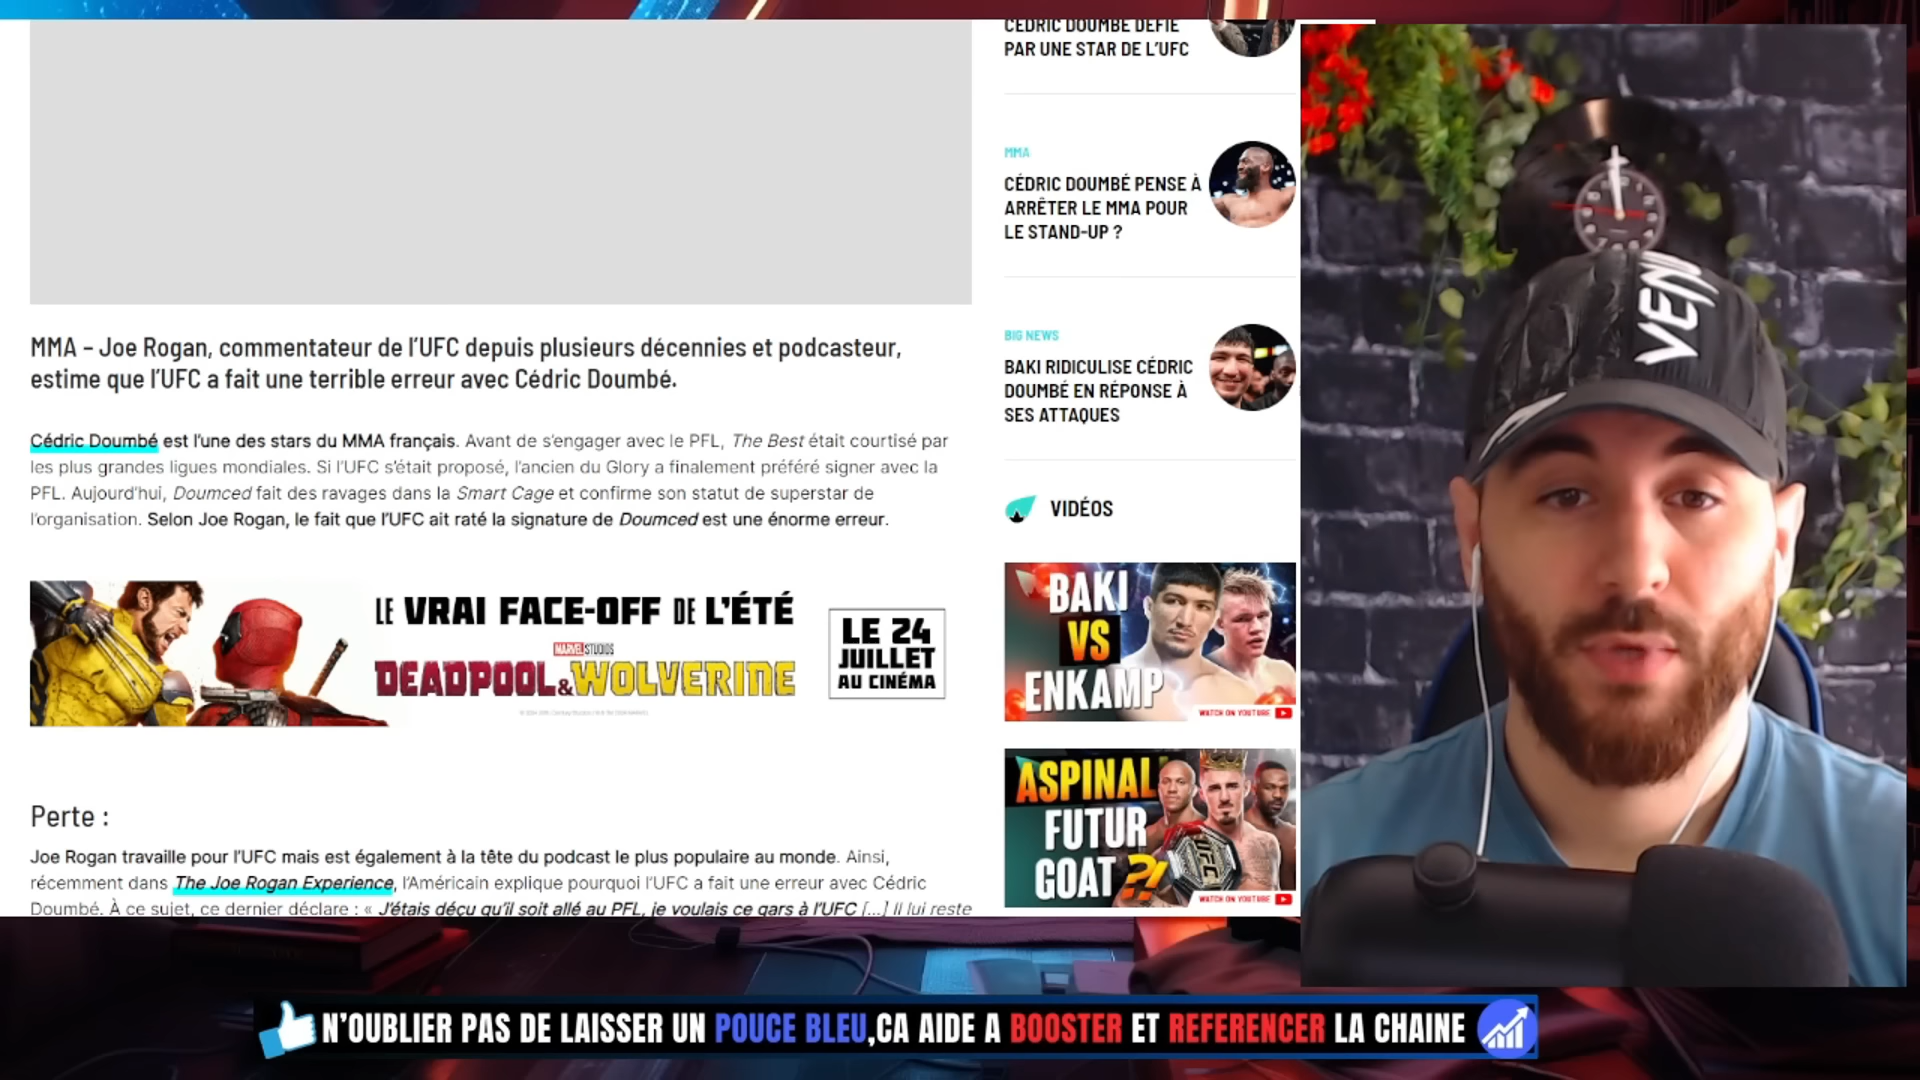 MMA – Joe Rogan, commentateur de l'UFC depuis plusieurs décennies et podcasteur,
estime que l'UFC a fait une terrible erreur avec Cédric Doumbé.
Cédric Doumbé est l'une des stars du MMA français. Avant de s'engager avec le PFL, The Best était courtisé par
les plus grandes ligues mondiales. Si l'UFC s'était proposé, l'ancien du Glory a finalement préféré signer avec la
PFL. Aujourd'hui, Doumced fait des ravages dans la Smart Cage et confirme son statut de superstar de
l'organisation. Selon Joe Rogan, le fait que l'UFC ait raté la signature de Doumced est une énorme erreur.
LE VRAI FACE-OFF DE L'ÉTÉ
MARVEL STUDIOS
DEADPOOL & WOLVERINE
LE 24
JUILLET
AU CINÉMA
Perte :
Joe Rogan travaille pour l'UFC mais est également à la tête du podcast le plus populaire au monde. Ainsi,
récemment dans The Joe Rogan Experience, l'Américain explique pourquoi l'UFC a fait une erreur avec Cédric
Doumbé. À ce sujet, ce dernier déclare : « J'étais déçu qu'il soit allé au PFL, je voulais ce gars à l'UFC [...] Il lui reste
CÉDRIC DOUMBÉ DÉFIÉ
PAR UNE STAR DE L'UFC
MMA
CÉDRIC DOUMBÉ PENSE À
ARRÊTER LE MMA POUR
LE STAND-UP ?
BIG NEWS
BAKI RIDICULISE CÉDRIC
DOUMBÉ EN RÉPONSE À
SES ATTAQUES
VIDÉOS
BAKI
VS
ENKAMP
WATCH ON YOUTUBE
ASPINALL
FUTUR
GOAT ?!
UFC
WATCH ON YOUTUBE
VENU
N'OUBLIER PAS DE LAISSER UN POUCE BLEU,CA AIDE A BOOSTER ET REFERENCER LA CHAINE